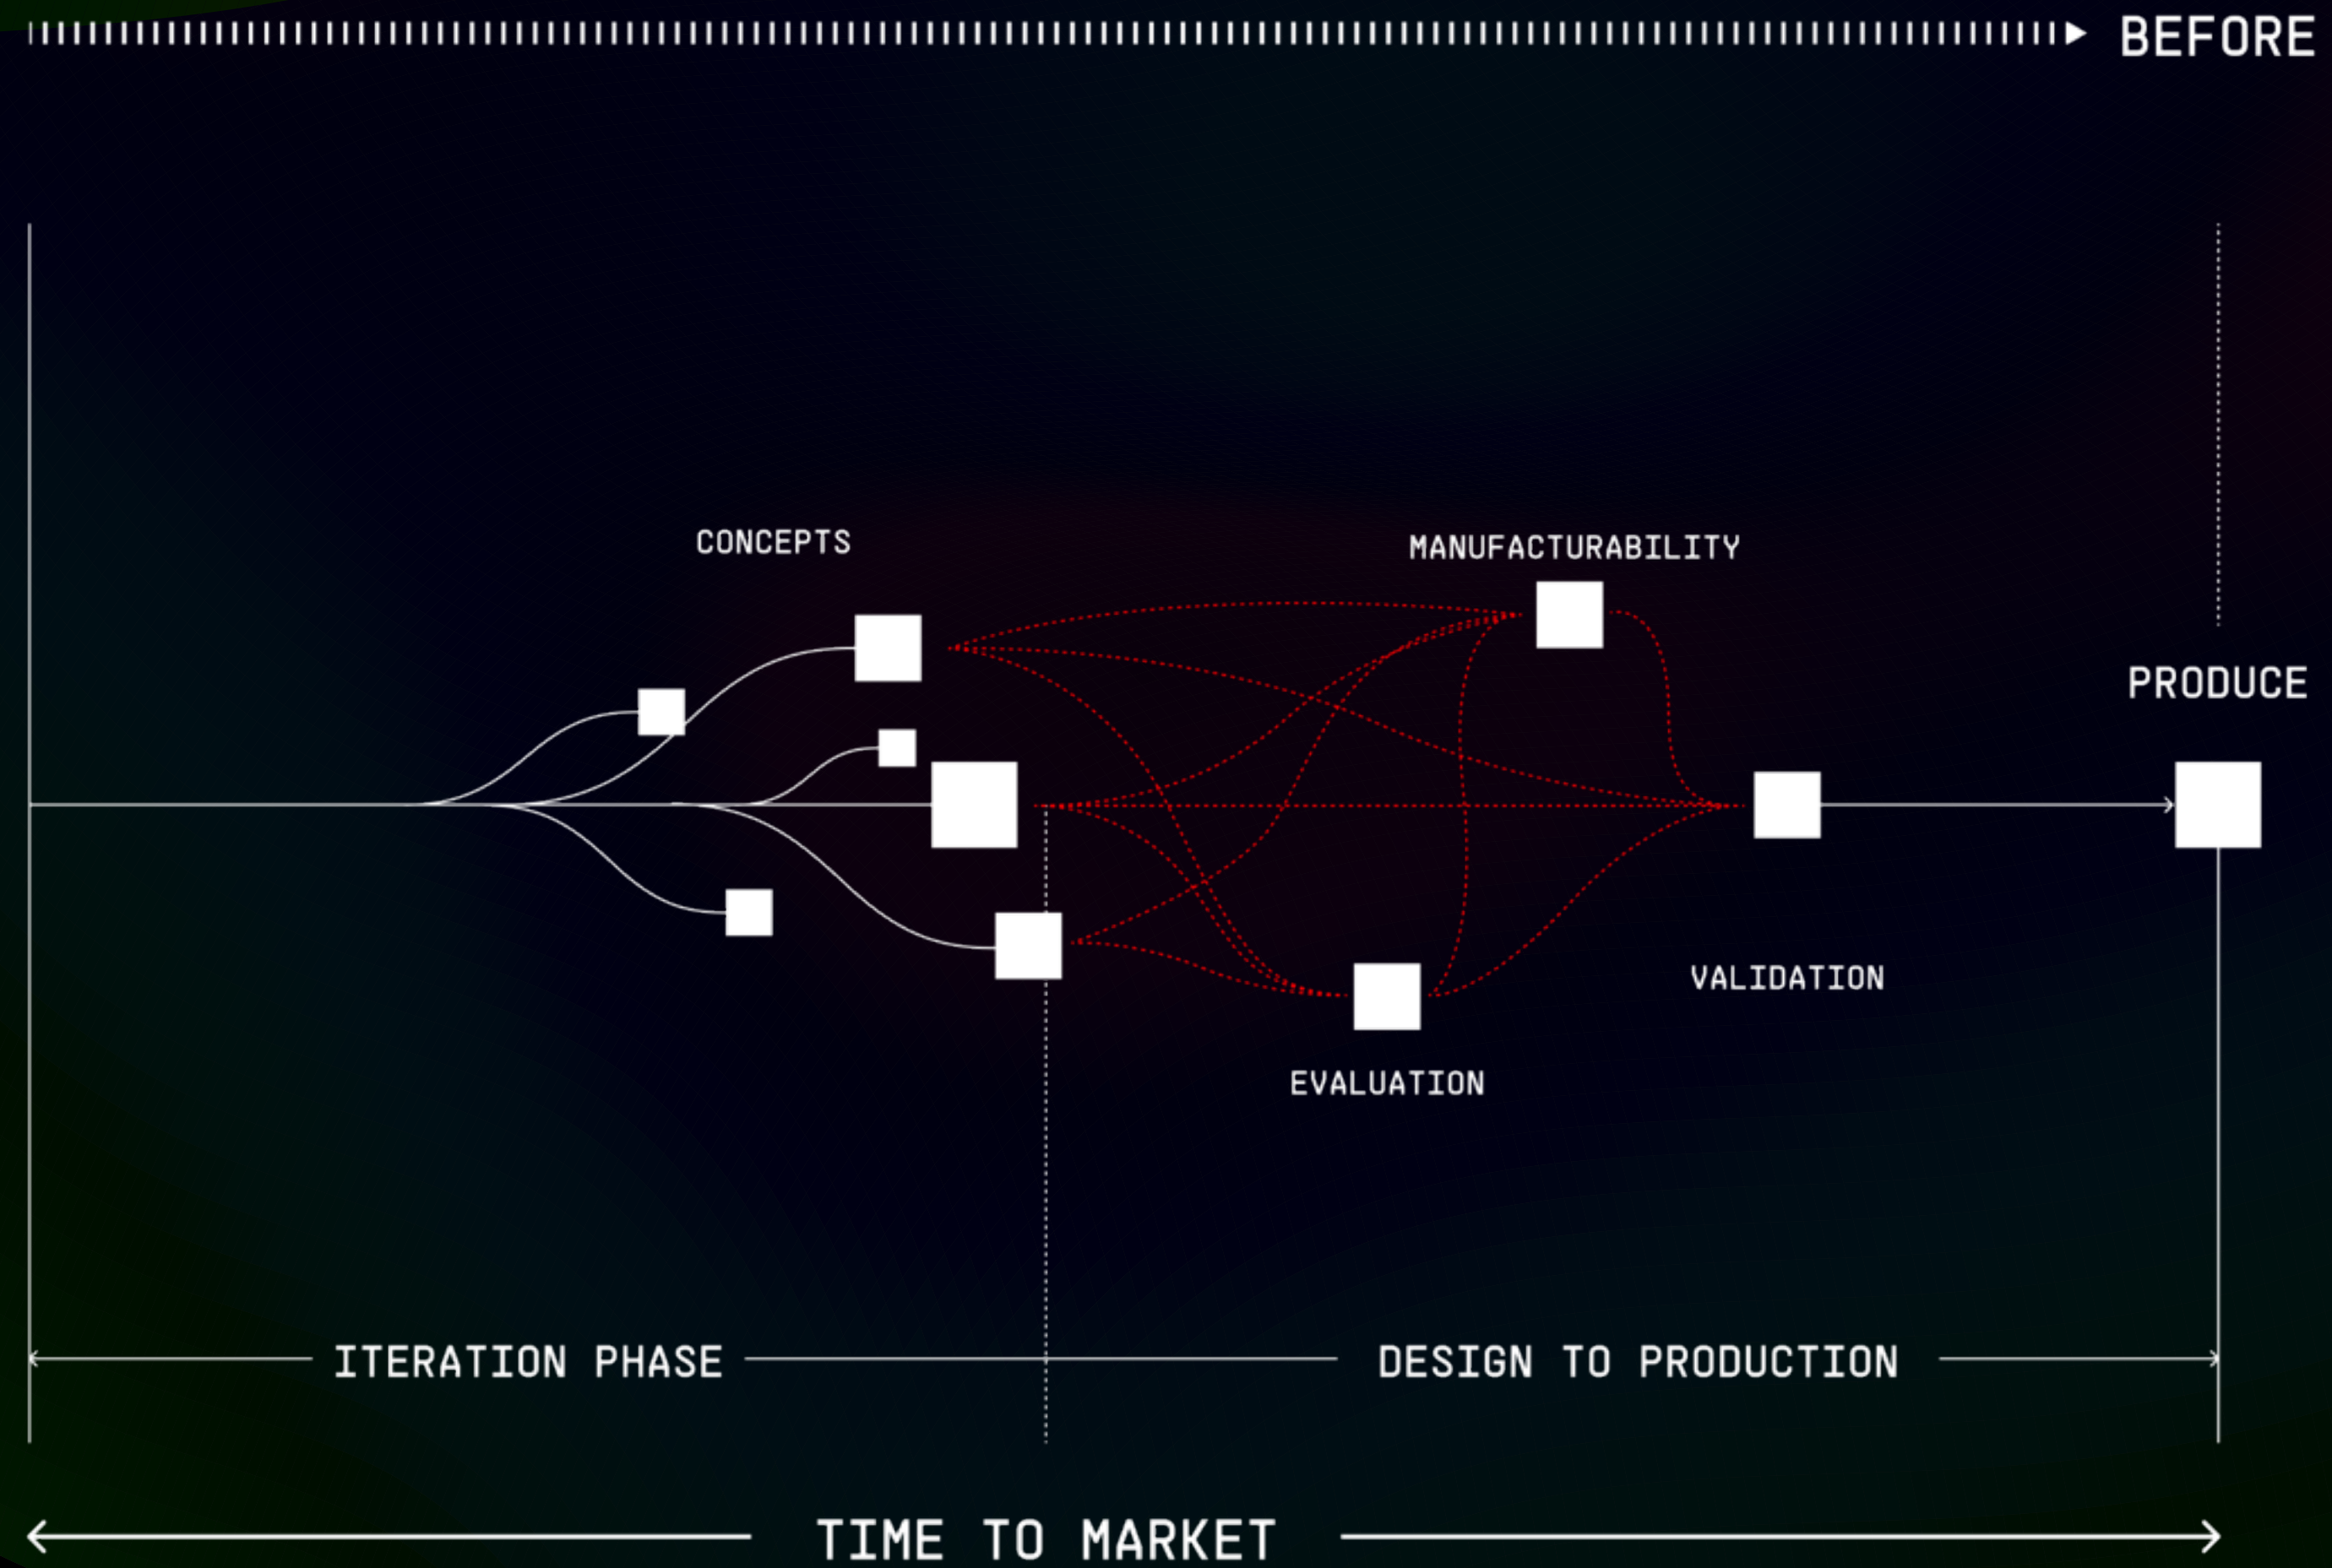 BEFORE
CONCEPTS
MANUFACTURABILITY
PRODUCE
VALIDATION
EVALUATION
ITERATION PHASE
DESIGN TO PRODUCTION
TIME TO MARKET